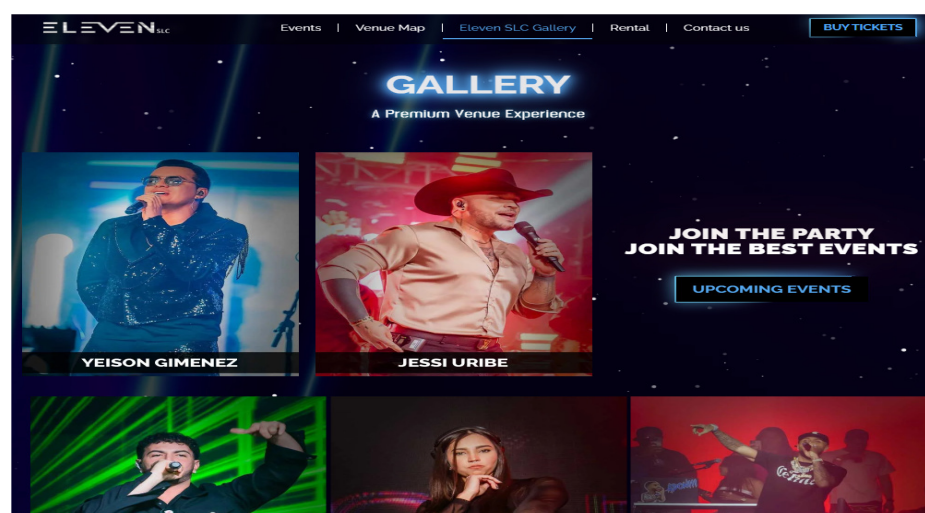 ELEVEN SLC
Events | Venue Map | Eleven SLC Gallery | Rental | Contact us
BUY TICKETS
GALLERY
A Premium Venue Experience
JOIN THE PARTY
JOIN THE BEST EVENTS
UPCOMING EVENTS
YEISON GIMENEZ
JESSI URIBE